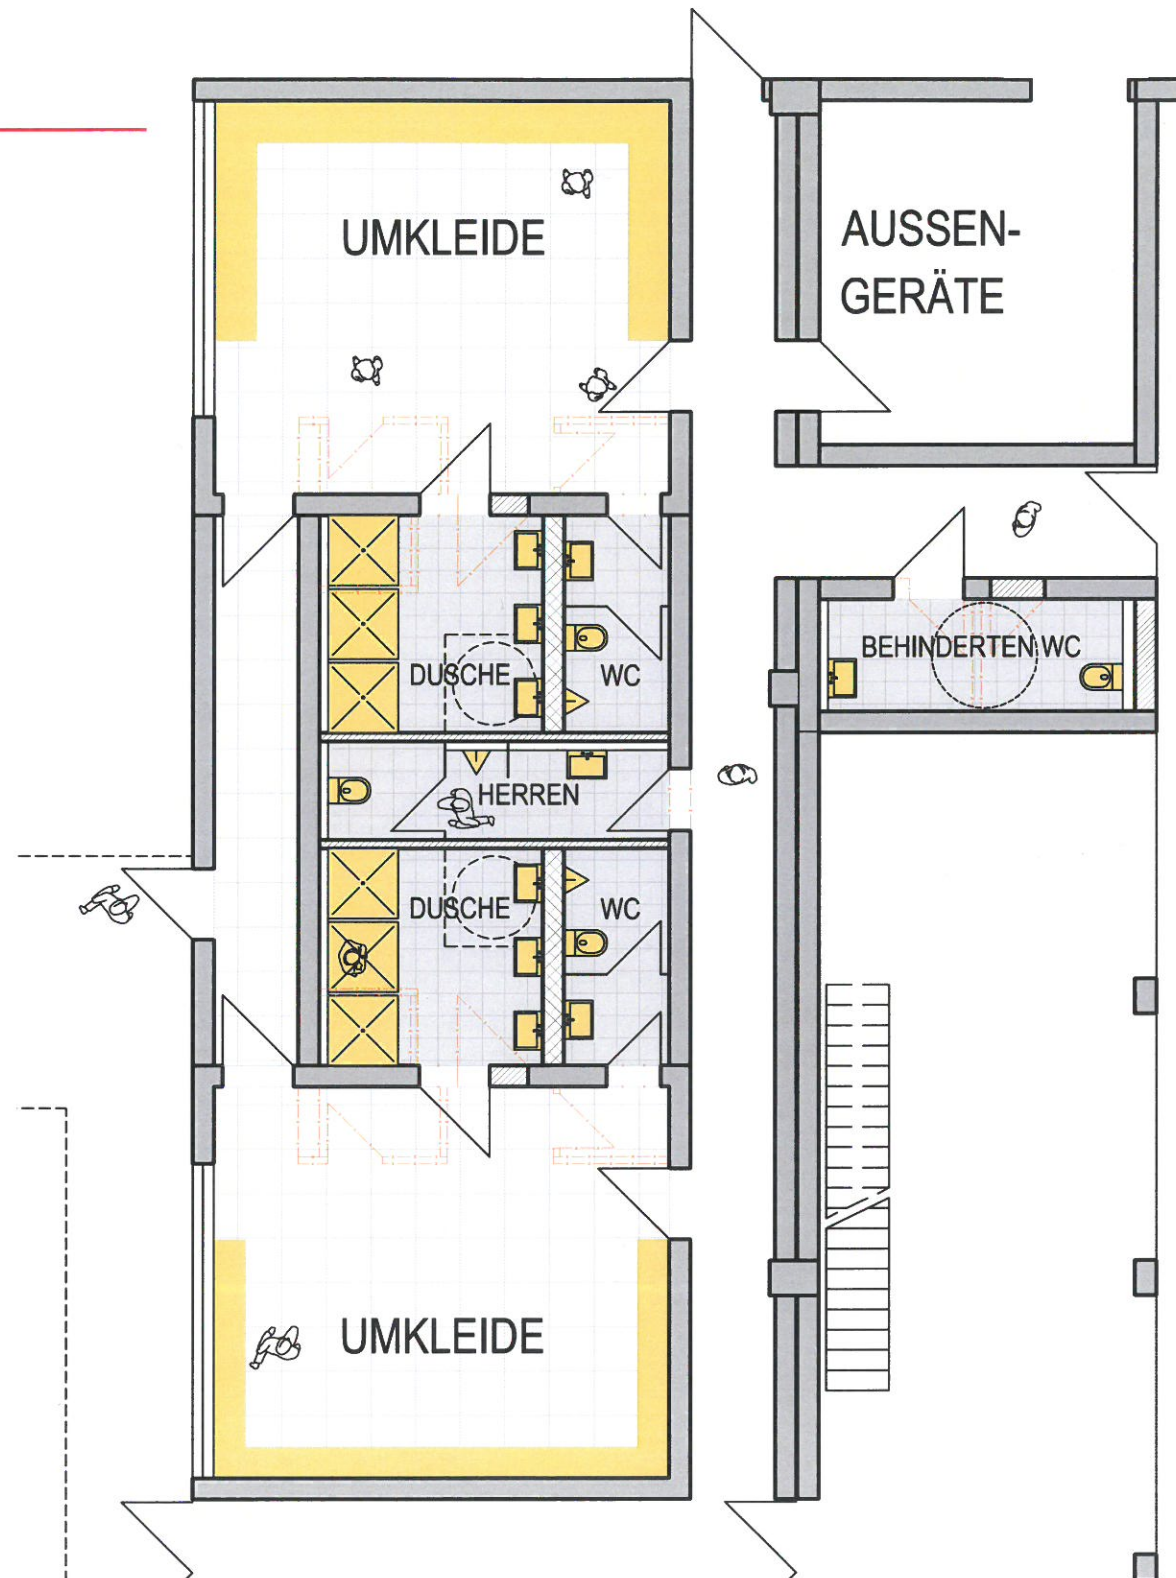 UMKLEIDE
AUSSEN-
GERÄTE
DUSCHE
WC
BEHINDERTEN WC
HERREN
DUSCHE
WC
UMKLEIDE